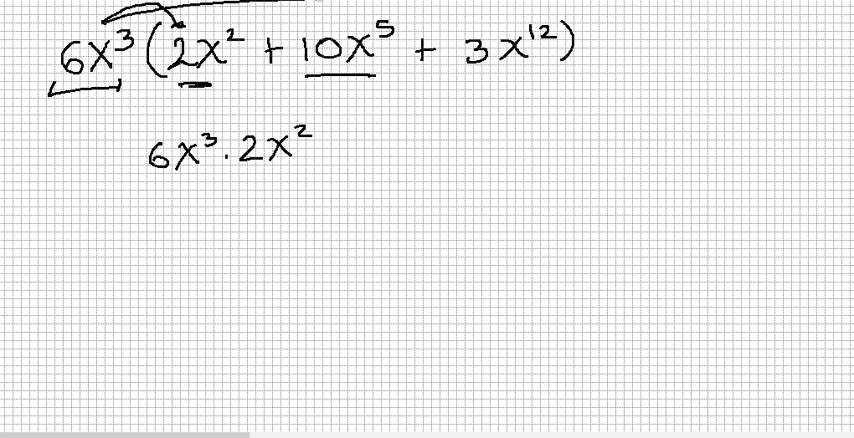 6x³(2x² + 10x⁵ + 3x¹²)
6x³·2x²